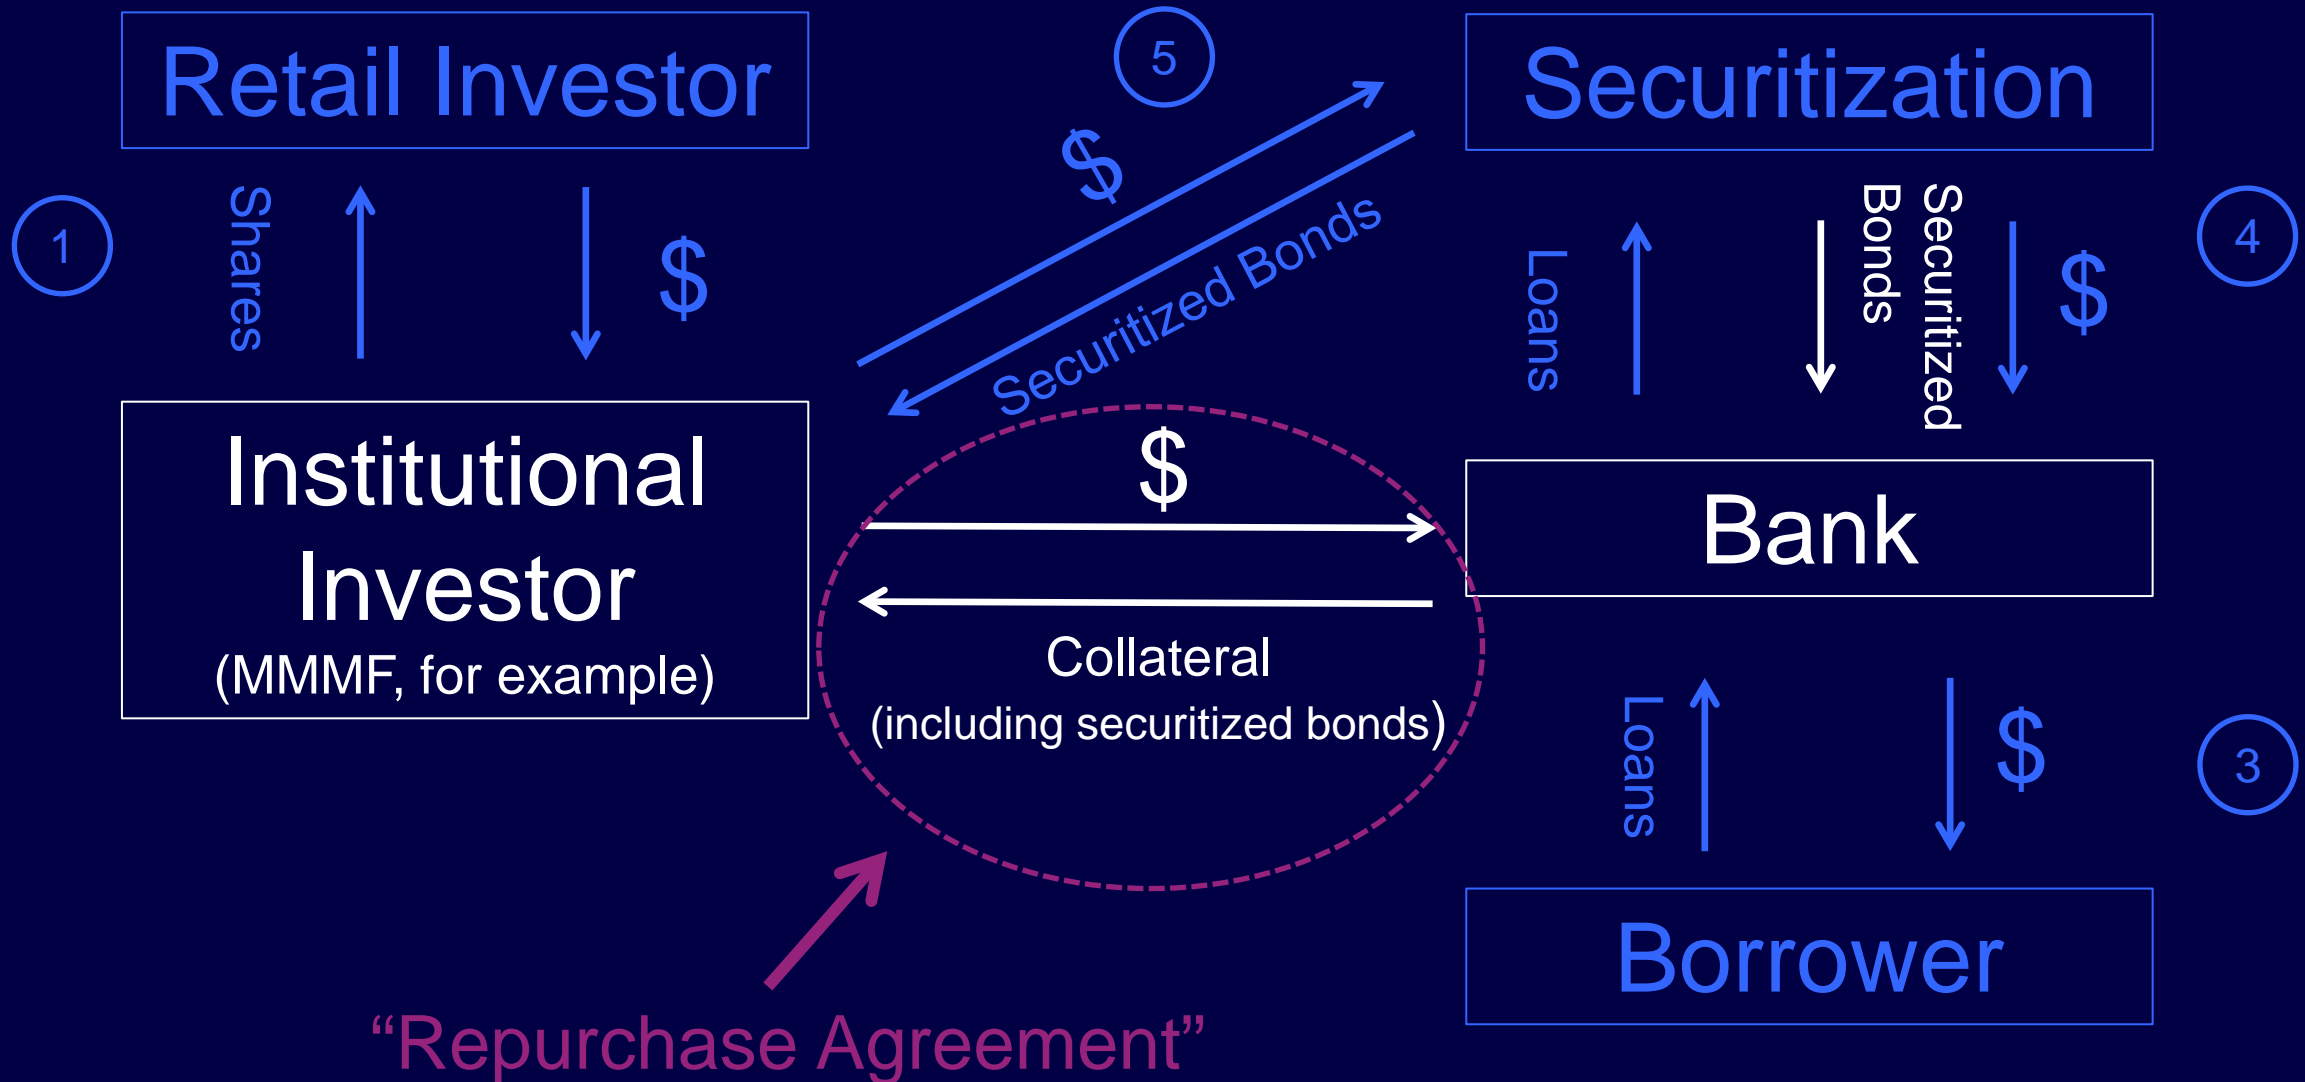 Retail Investor
5
Securitization
1
Shares
$
$
Securitized Bonds
Loans
Securitized
Bonds
$
4
Institutional
Investor
(MMMF, for example)
$
Collateral
(including securitized bonds)
Bank
Loans
$
3
Borrower
“Repurchase Agreement”